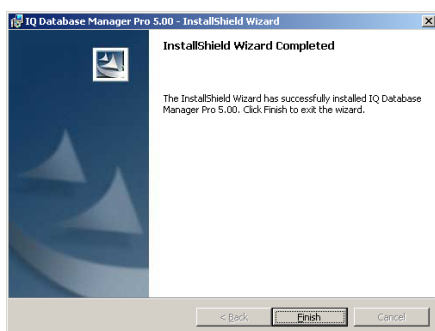 IQ Database Manager Pro 5.00 - InstallShield Wizard
InstallShield Wizard Completed
The InstallShield Wizard has successfully installed IQ Database
Manager Pro 5.00. Click Finish to exit the wizard.
< Back
Finish
Cancel